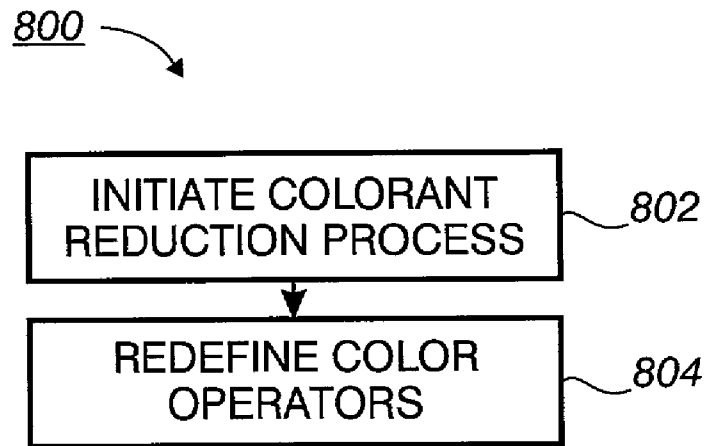 800
INITIATE COLORANT
REDUCTION PROCESS
802
REDEFINE COLOR
OPERATORS
804